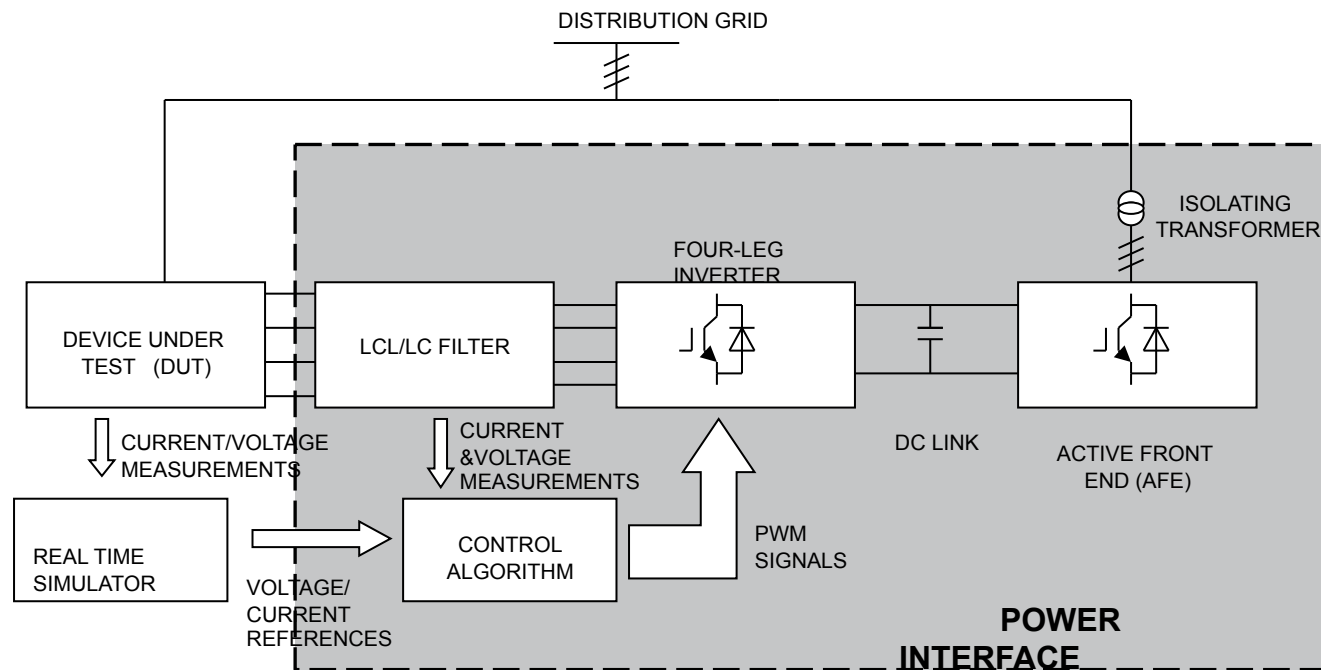 DISTRIBUTION GRID
ISOLATING
TRANSFORMER
FOUR-LEG
INVERTER
DEVICE UNDER
TEST (DUT)
LCL/LC FILTER
CURRENT/VOLTAGE
MEASUREMENTS
CURRENT
&VOLTAGE
MEASUREMENTS
DC LINK
ACTIVE FRONT
END (AFE)
REAL TIME
SIMULATOR
CONTROL
ALGORITHM
PWM
SIGNALS
VOLTAGE/
CURRENT
REFERENCES
POWER
INTERFACE